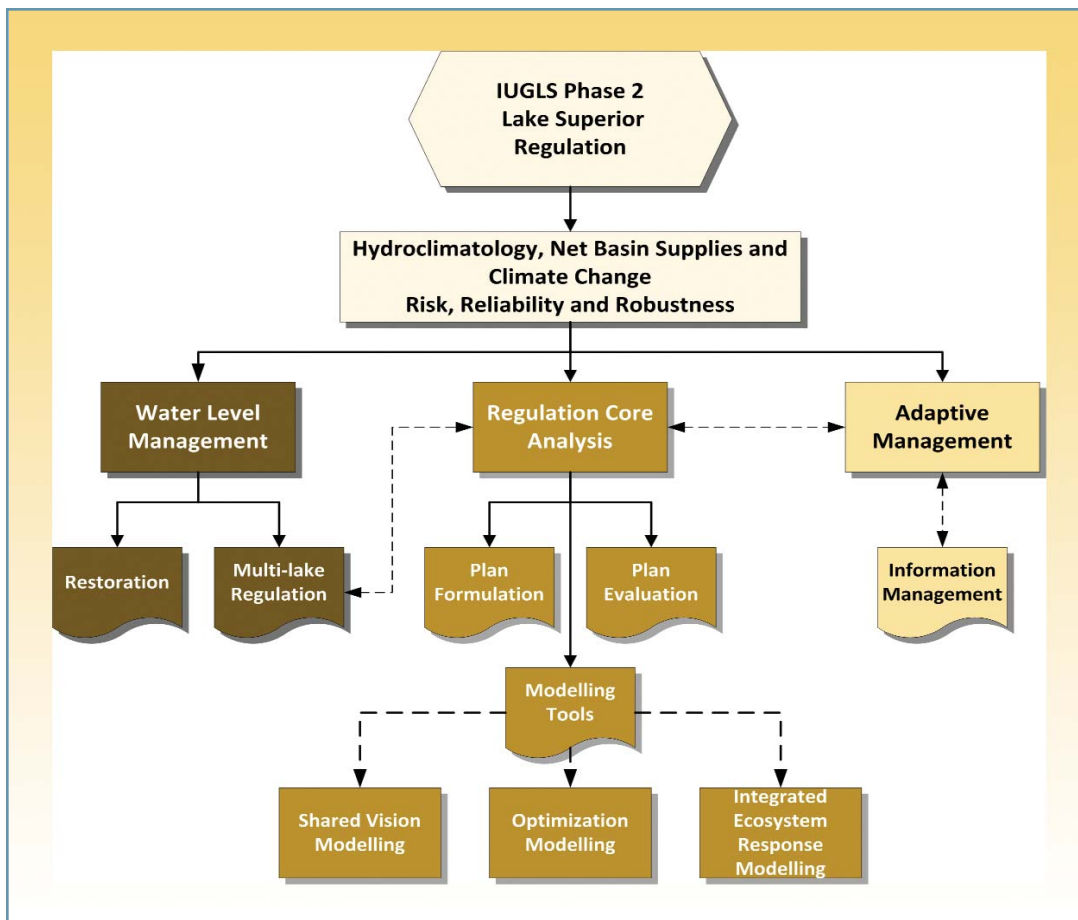 IUGLS Phase 2
Lake Superior
Regulation
Hydroclimatology, Net Basin Supplies and
Climate Change
Risk, Reliability and Robustness
Water Level
Management
Regulation Core
Analysis
Adaptive
Management
Restoration
Multi-lake
Regulation
Plan
Formulation
Plan
Evaluation
Information
Management
Modelling
Tools
Shared Vision
Modelling
Optimization
Modelling
Integrated
Ecosystem
Response
Modelling